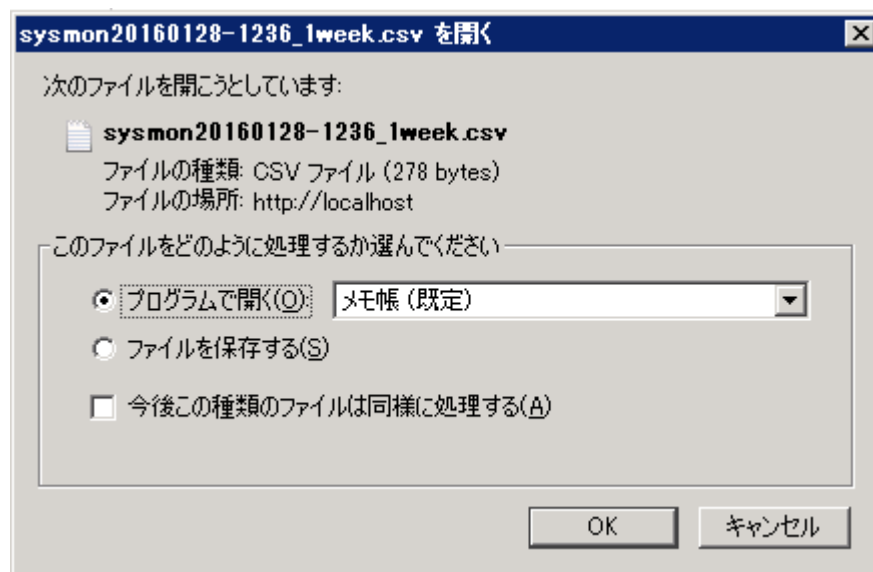 sysmon20160128-1236_1week.csv を開く
次のファイルを開こうとしています:
sysmon20160128-1236_1week.csv
ファイルの種類: CSV ファイル (278 bytes)
ファイルの場所: http://localhost
このファイルをどのように処理するか選んでください
プログラムで開く(O): メモ帳 (既定)
ファイルを保存する(S)
今後この種類のファイルは同様に処理する(A)
OK キャンセル